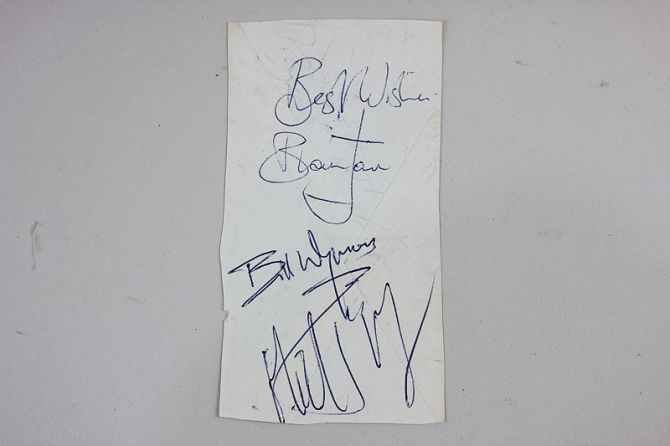 Best Wishes
Brian Jones
Bill Wyman